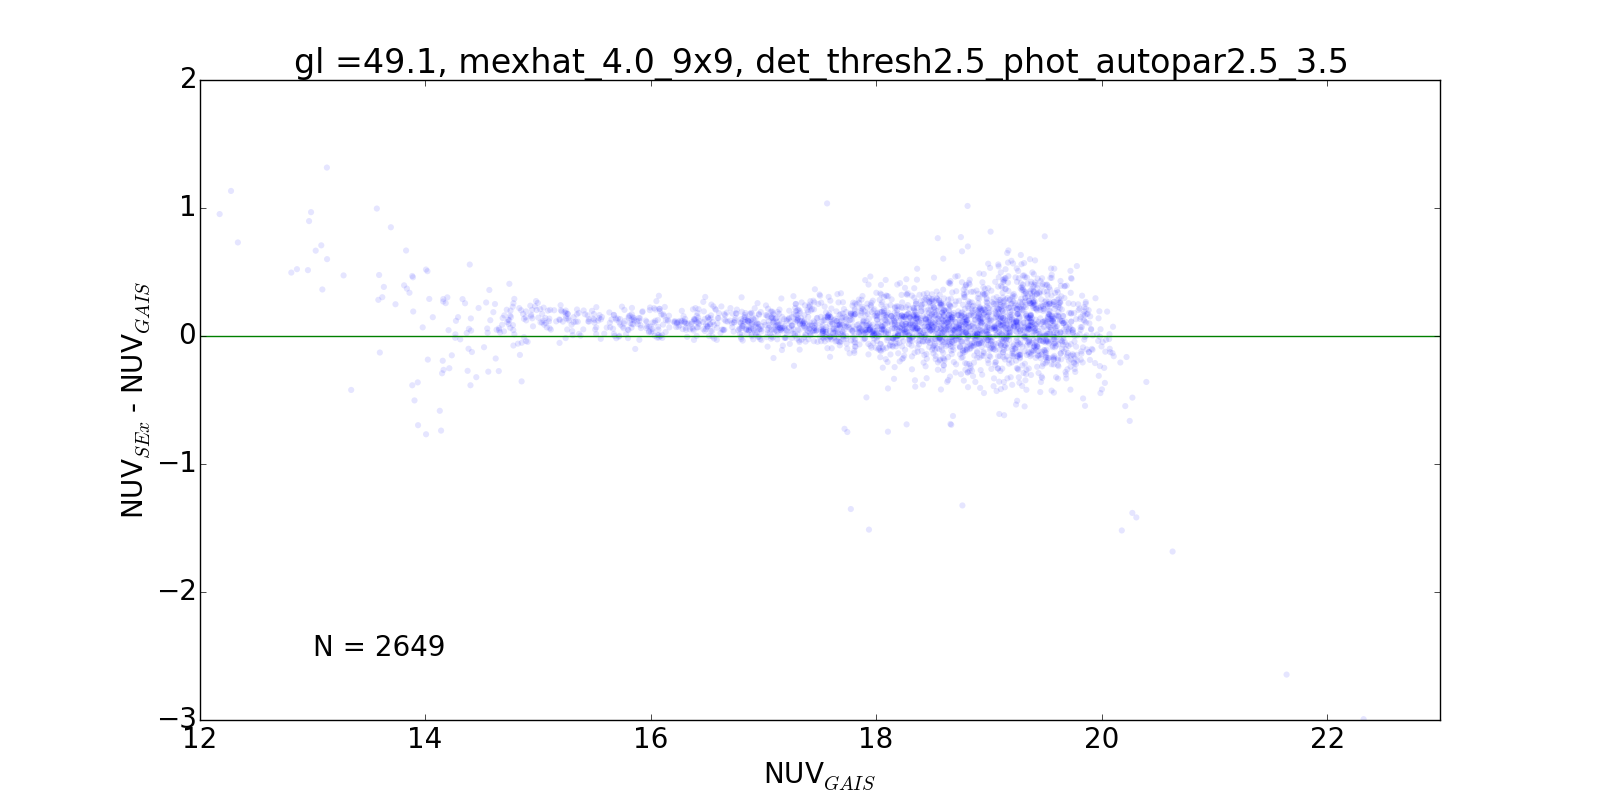 gl =49.1, mexhat_4.0_9x9, det_thresh2.5_phot_autopar2.5_3.5
2
1
0
−1
−2
−3
NUV_SEx - NUV_GAIS
N = 2649
12 14 16 18 20 22
NUV_GAIS